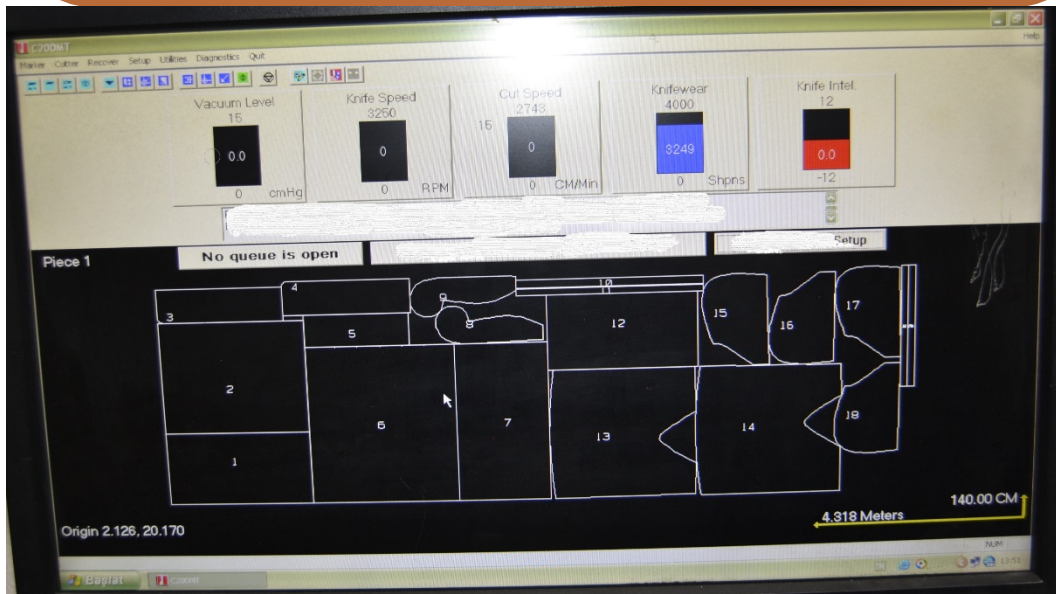 C200MT
Help
Marker Cutter Recover Setup Utilities Diagnostics Quit
Vacuum Level
15
0.0
0 cmHg
Knife Speed
3250
0
0 RPM
Cut Speed
2743
15
0
0 CM/Min
Knifewear
4000
3249
0 Shpns
Knife Intel.
12
0.0
-12
No queue is open
Setup
Piece 1
4
3
9
8
5
12
15
16
17
2
6
7
13
14
18
1
140.00 CM
4.318 Meters
Origin 2.126, 20.170
NUM
Başlat
C200MT
13:51